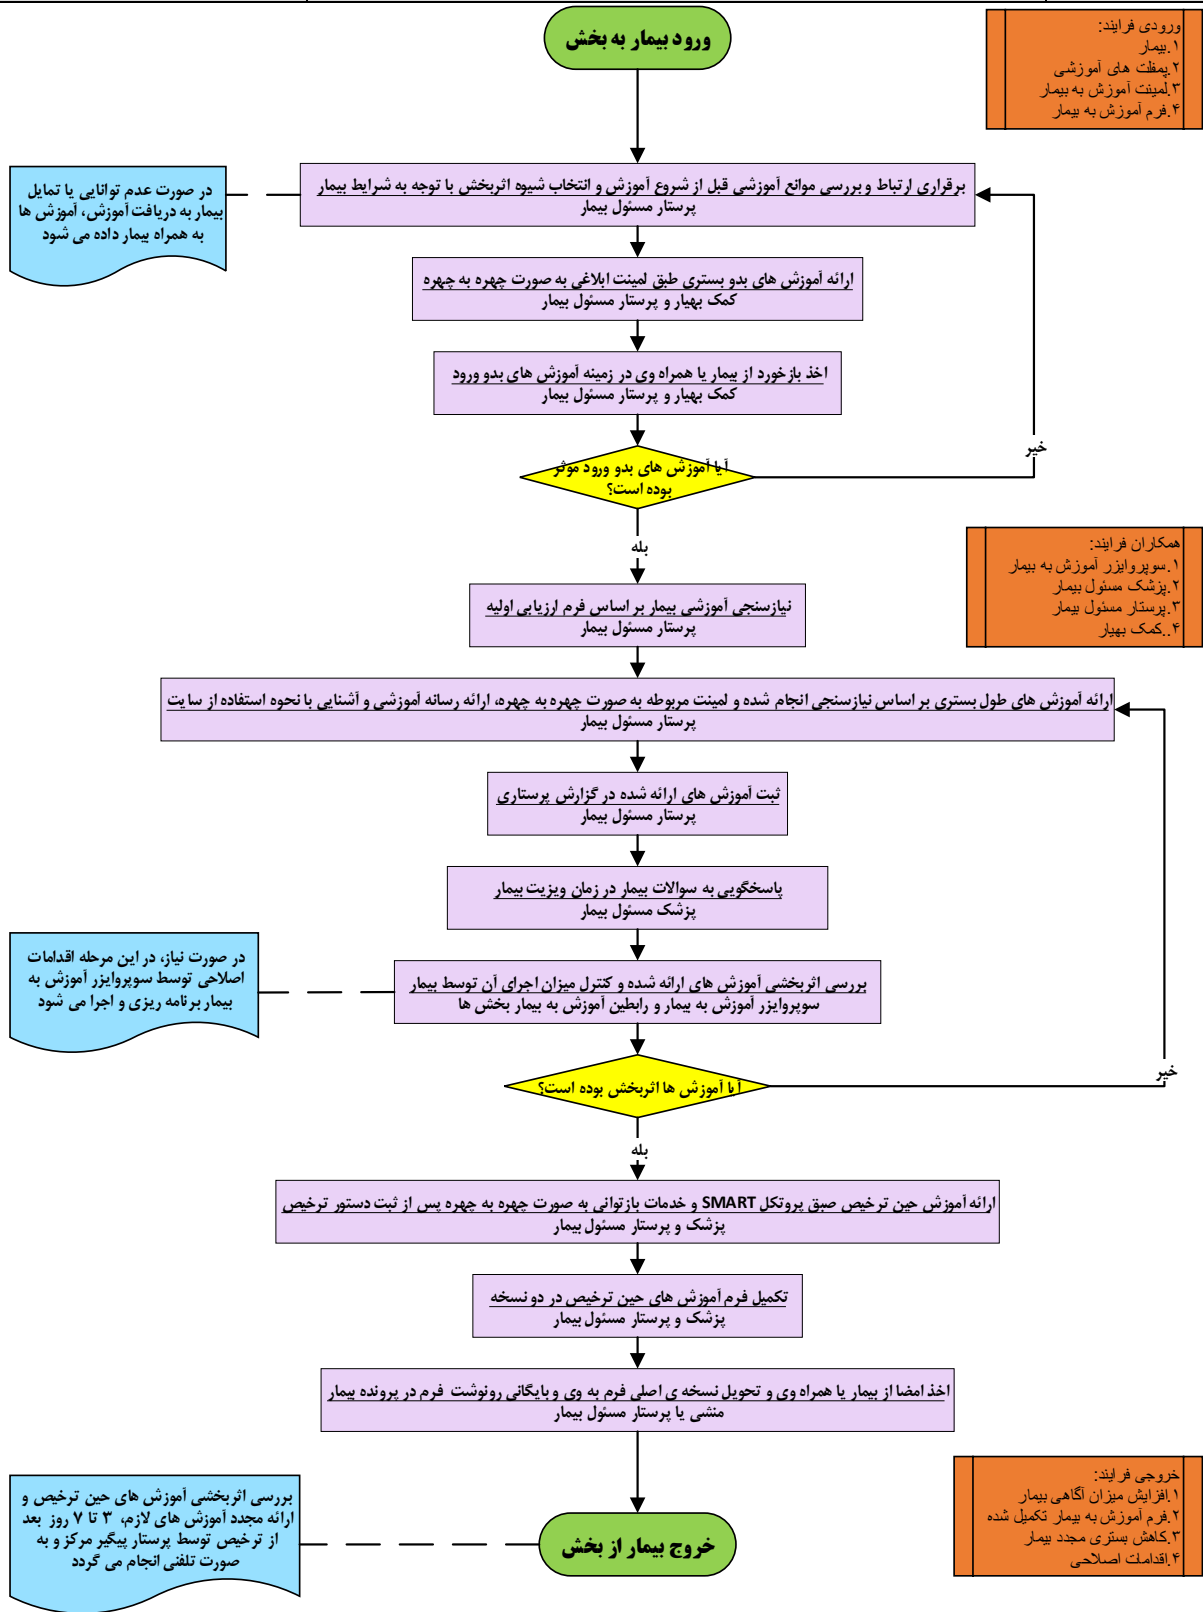 ورود بیمار به بخش
ورودی فرایند:
۱.بیمار
۲.پمفلت های آموزشی
۳.لمینت آموزش به بیمار
۴.فرم آموزش به بیمار
برقراری ارتباط و بررسی موانع آموزشی قبل از شروع آموزش و انتخاب شیوه اثربخش با توجه به شرایط بیمار
پرستار مسئول بیمار
در صورت عدم توانایی یا تمایل
بیمار به دریافت آموزش، آموزش ها
به همراه بیمار داده می شود
ارائه آموزش های بدو بستری طبق لمینت ابلاغی به صورت چهره به چهره
کمک بهیار و پرستار مسئول بیمار
اخذ بازخورد از بیمار یا همراه وی در زمینه آموزش های بدو ورود
کمک بهیار و پرستار مسئول بیمار
خیر
آیا آموزش های بدو ورود موثر
بوده است؟
بله
همکاران فرایند:
۱.سوپروایزر آموزش به بیمار
۲.پزشک مسئول بیمار
۳.پرستار مسئول بیمار
۴..کمک بهیار
نیازسنجی آموزشی بیمار بر اساس فرم ارزیابی اولیه
پرستار مسئول بیمار
ارائه آموزش های طول بستری بر اساس نیازسنجی انجام شده و لمینت مربوطه به صورت چهره به چهره، ارائه رسانه آموزشی و آشنایی با نحوه استفاده از سایت
پرستار مسئول بیمار
ثبت آموزش های ارائه شده در گزارش پرستاری
پرستار مسئول بیمار
پاسخگویی به سوالات بیمار در زمان ویزیت بیمار
پزشک مسئول بیمار
بررسی اثربخشی آموزش های ارائه شده و کنترل میزان اجرای آن توسط بیمار
سوپروایزر آموزش به بیمار و رابطین آموزش به بیمار بخش ها
در صورت نیاز، در این مرحله اقدامات
اصلاحی توسط سوپروایزر آموزش به
بیمار برنامه ریزی و اجرا می شود
خیر
آیا آموزش ها اثربخش بوده است؟
بله
ارائه آموزش حین ترخیص صبق پروتکل SMART و خدمات بازتوانی به صورت چهره به چهره پس از ثبت دستور ترخیص
پزشک و پرستار مسئول بیمار
تکمیل فرم آموزش های حین ترخیص در دو نسخه
پزشک و پرستار مسئول بیمار
اخذ امضا از بیمار یا همراه وی و تحویل نسخه ی اصلی فرم به وی و بایگانی رونوشت فرم در پرونده بیمار
منشی یا پرستار مسئول بیمار
خروجی فرایند:
۱.افزایش میزان آگاهی بیمار
۲.فرم آموزش به بیمار تکمیل شده
۳.کاهش بستری مجدد بیمار
۴.اقدامات اصلاحی
خروج بیمار از بخش
بررسی اثربخشی آموزش های حین ترخیص و
ارائه مجدد آموزش های لازم، ۳ تا ۷ روز بعد
از ترخیص توسط پرستار پیگیر مرکز و به
صورت تلفنی انجام می گردد